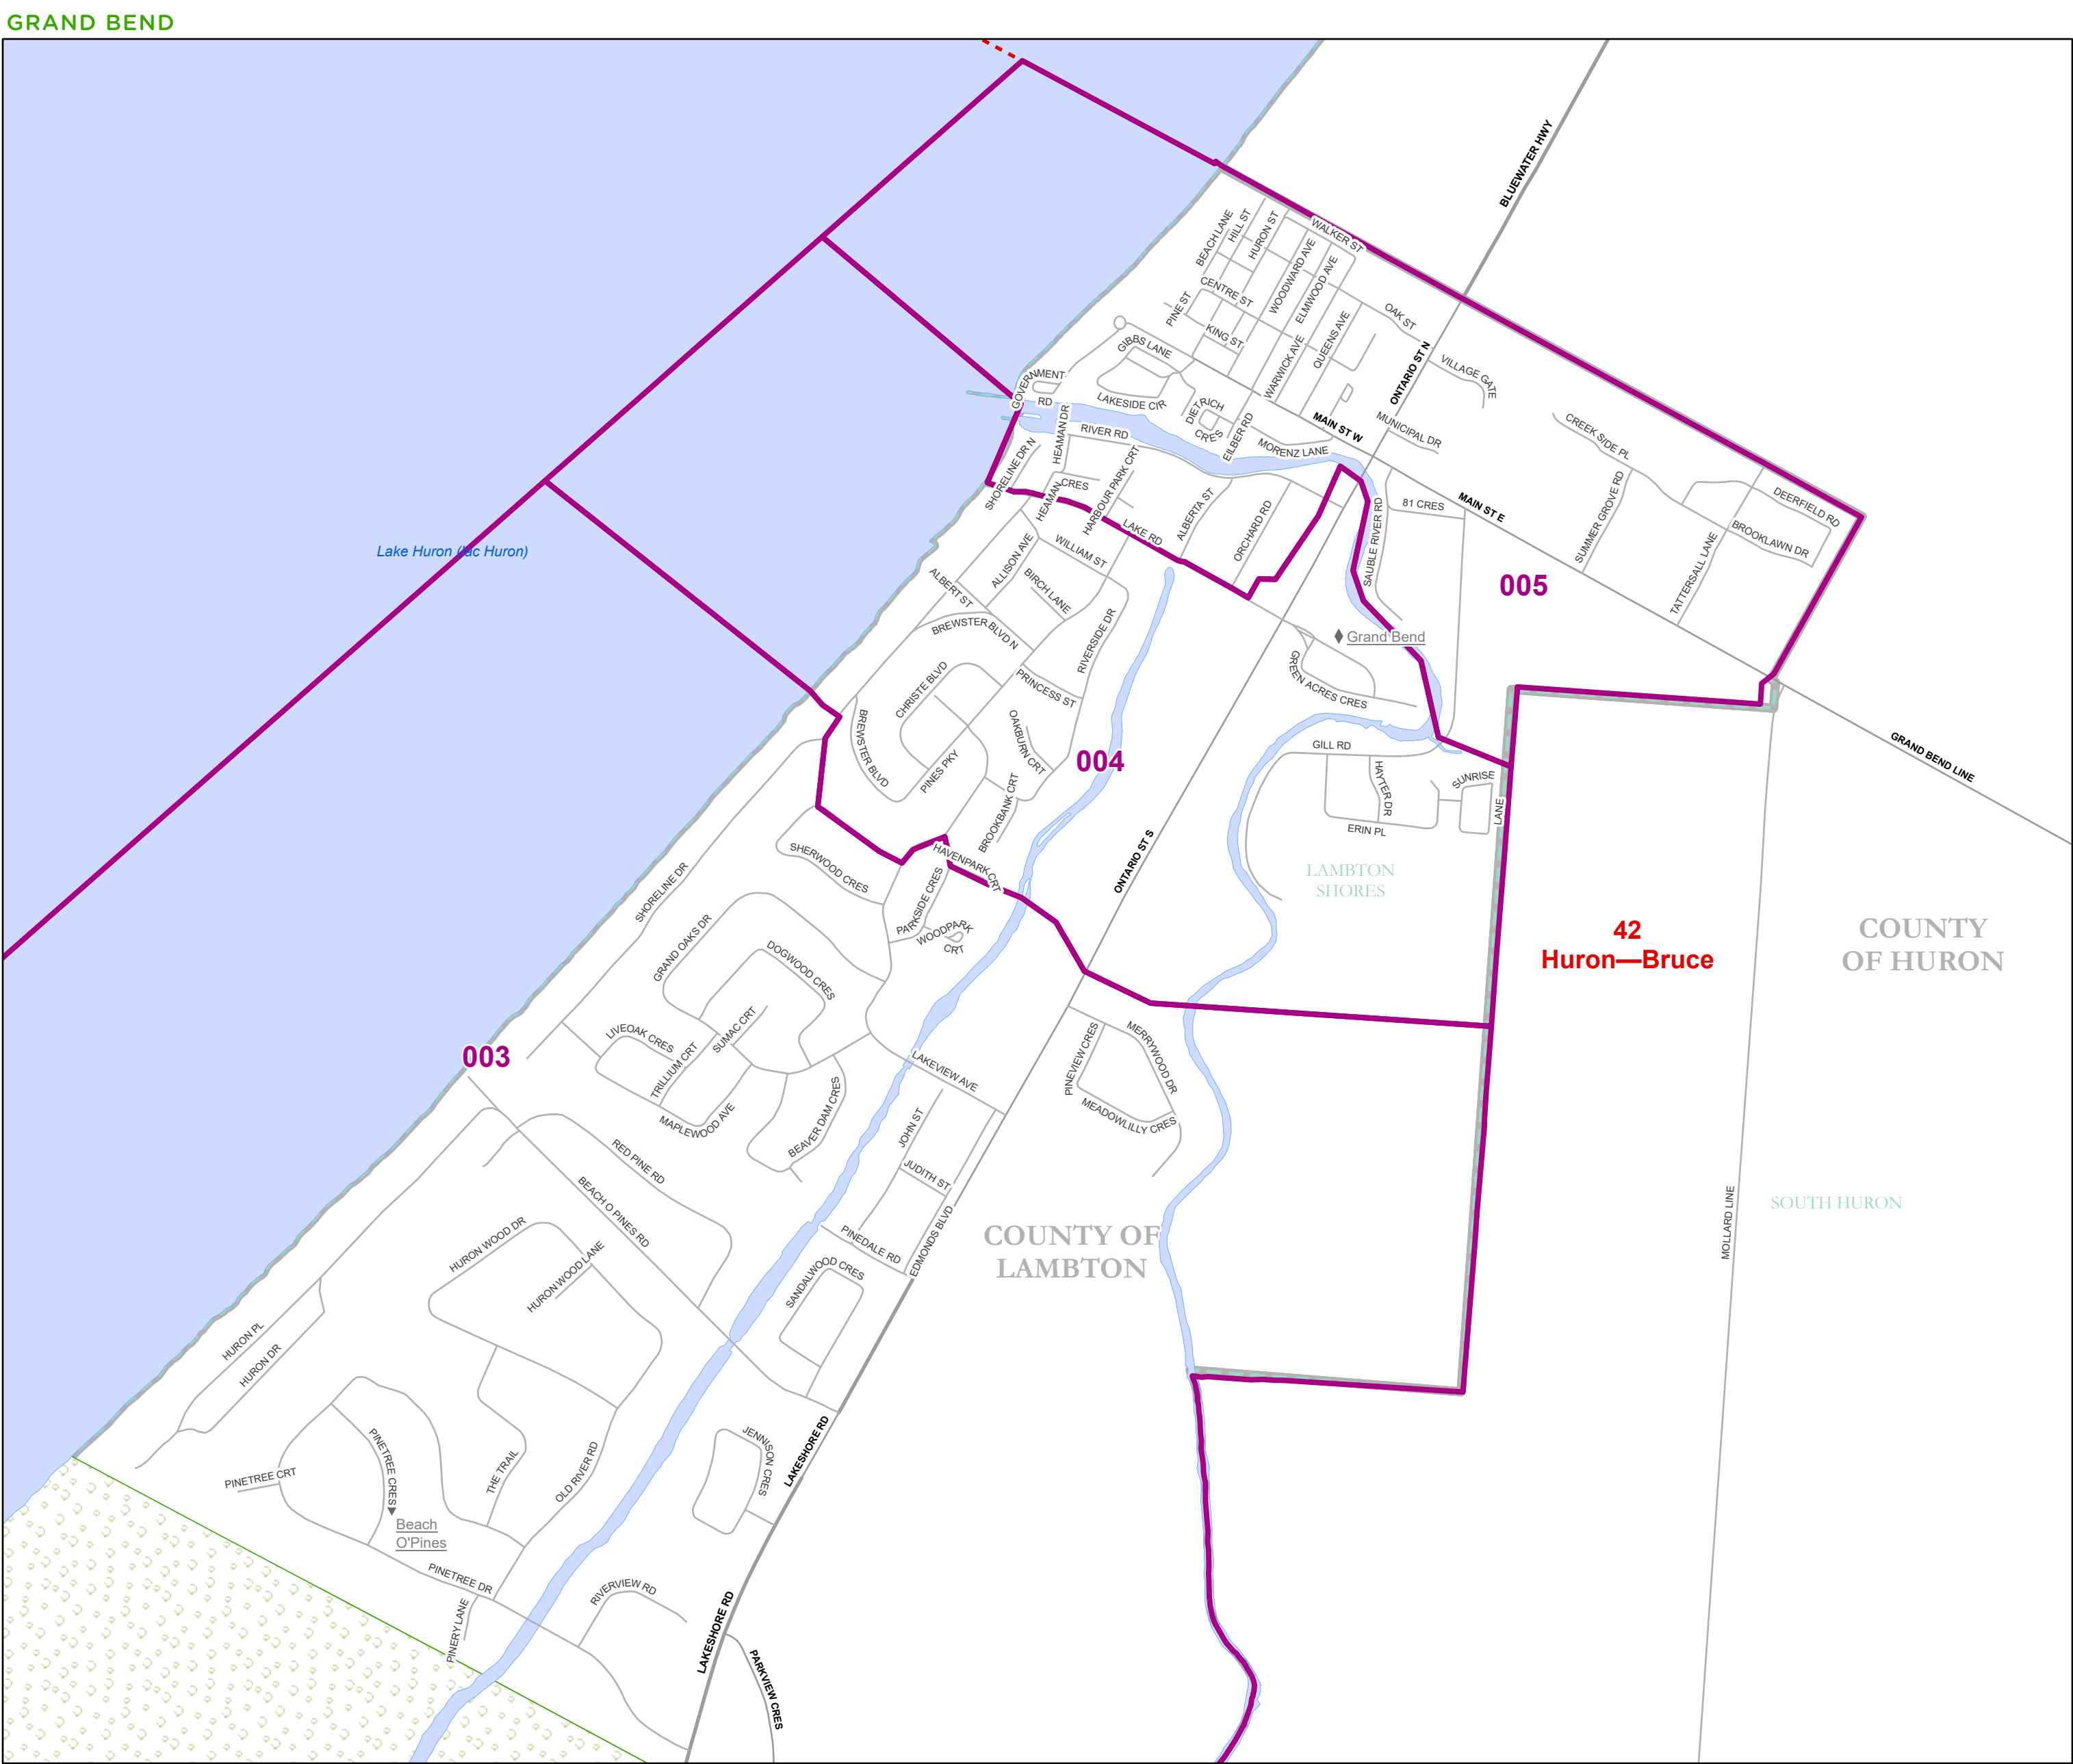 GRAND BEND
BLUEWATER HWY
WALKER ST
BEACH LANE
HILL ST
HURON ST
WOODWARD AVE
ELMWOOD AVE
CENTRE ST
PINE ST
KING ST
OAK ST
QUEENS AVE
WARWICK AVE
GIBBS LANE
ONTARIO ST N
VILLAGE GATE
GOVERNMENT
RD
LAKESIDE CIR
DIETRICH
CRES
EILBER RD
MAIN ST W
MUNICIPAL DR
MORENZ LANE
HEAMAN DR
RIVER RD
SHORELINE DR N
HEAMAN
CRES
HARBOUR PARK CRT
CREEK SIDE PL
DEERFIELD RD
BROOKLAWN DR
SUMMER GROVE RD
TATTERSALL LANE
MAIN ST E
81 CRES
SAUBLE RIVER RD
LAKE RD
ALBERTA ST
ORCHARD RD
WILLIAM ST
ALLISON AVE
BIRCH LANE
ALBERT ST
BREWSTER BLVD N
RIVERSIDE DR
Lake Huron (lac Huron)
005
Grand Bend
GREEN ACRES CRES
CHRISTE BLVD
PRINCESS ST
OAKBURN CRT
BREWSTER BLVD
PINES PKY
004
BROOKBANK CRT
GILL RD
HAYTER DR
ERIN PL
SUNRISE
LANE
GRAND BEND LINE
ONTARIO ST S
HAVENPARK CRT
SHERWOOD CRES
PARKSIDE CRES
WOODPARK
CRT
SHORELINE DR
LAMBTON
SHORES
42
Huron—Bruce
COUNTY
OF HURON
GRAND OAKS DR
DOGWOOD CRES
SUMAC CRT
LIVEOAK CRES
TRILLIUM CRT
MAPLEWOOD AVE
BEAVER DAM CRES
003
LAKEVIEW AVE
PINEVIEW CRES
MERRYWOOD DR
MEADOWLILLY CRES
JOHN ST
JUDITH ST
RED PINE RD
BEACH O PINES RD
PINEDALE RD
EDMONDS BLVD
SANDALWOOD CRES
COUNTY OF
LAMBTON
MOLLARD LINE
SOUTH HURON
HURON WOOD DR
HURON WOOD LANE
HURON PL
HURON DR
PINETREE CRT
PINETREE CRES
THE TRAIL
OLD RIVER RD
JENNISON CRES
LAKESHORE RD
Beach
O'Pines
PINETREE DR
PINERY LANE
RIVERVIEW RD
LAKESHORE RD
PARKVIEW CRES